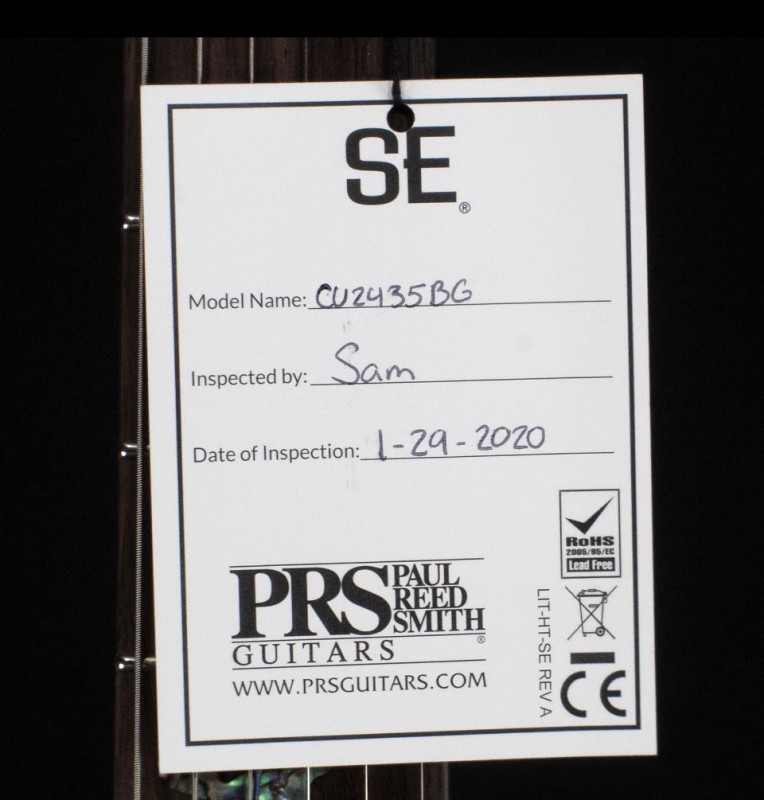 SE®
Model Name: CU2435BG
Inspected by: Sam
Date of Inspection: 1-29-2020
RoHS
2005/95/EC
Lead Free
LIT-HT-SE REV A
CE
PRS PAUL REED SMITH®
GUITARS
WWW.PRSGUITARS.COM